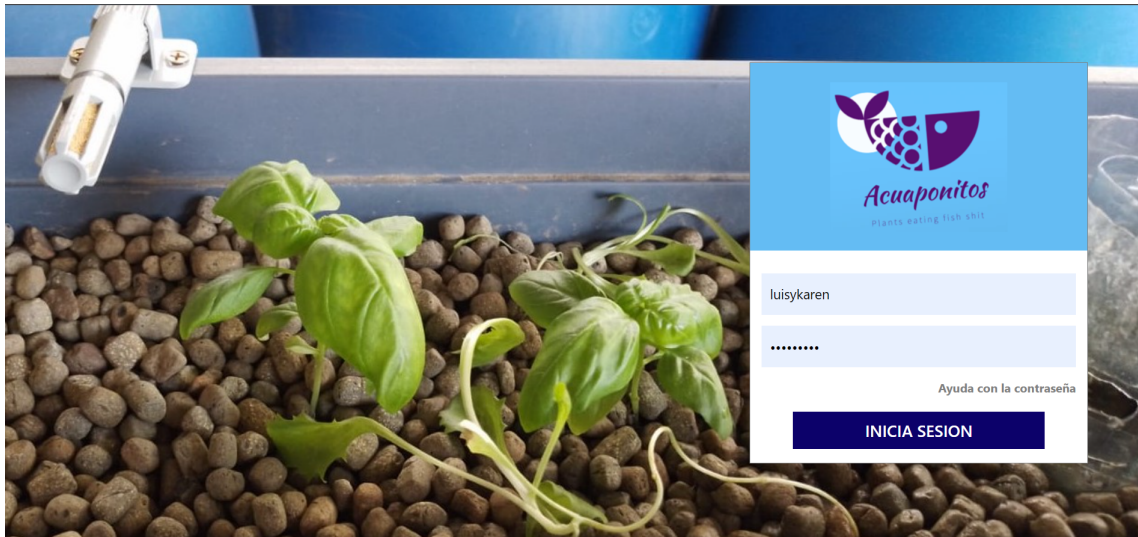 Acuaponitos
Plants eating fish shit
luisykaren
•••••••••
Ayuda con la contraseña
INICIA SESION